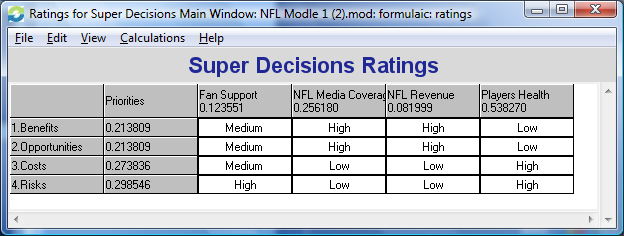 Ratings for Super Decisions Main Window: NFL Modle 1 (2).mod: formulaic: ratings
File Edit View Calculations Help
Super Decisions Ratings
Priorities Fan Support 0.123551 NFL Media Coverag 0.256180 NFL Revenue 0.081999 Players Health 0.538270
1.Benefits 0.213809 Medium High High Low
2.Opportunities 0.213809 Medium High High Low
3.Costs 0.273836 Medium Low Low High
4.Risks 0.298546 High Low Low High